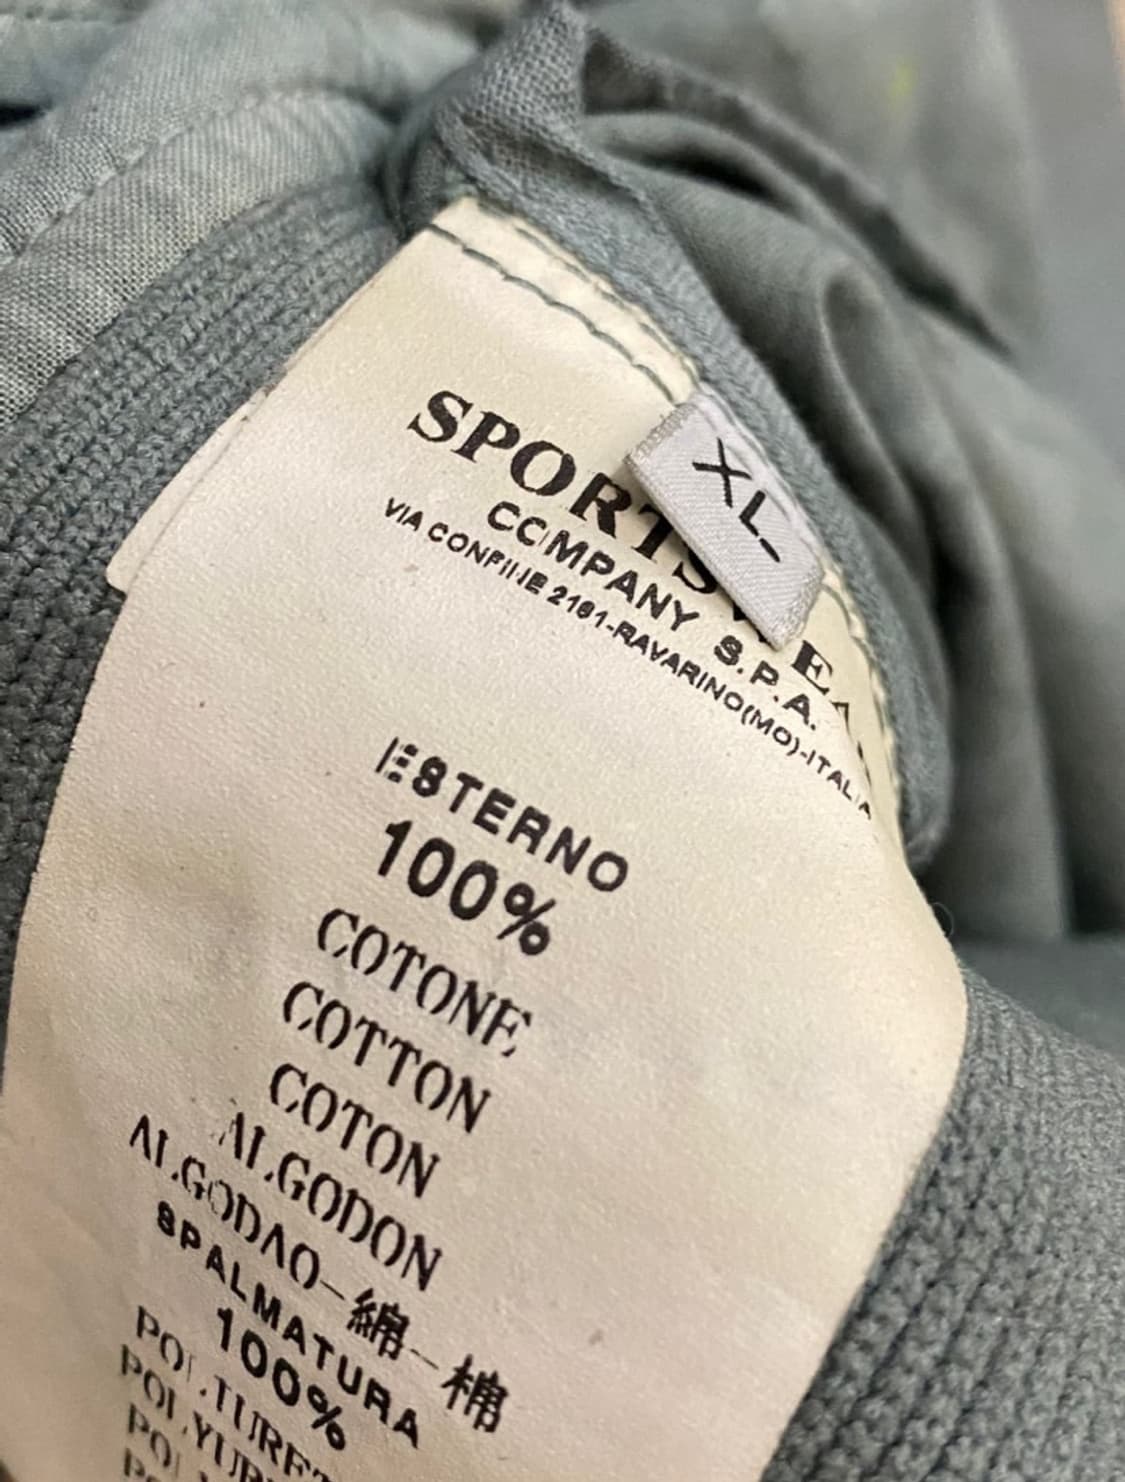 SPORTSWEA
XL
COMPANY S.P.A.
VIA CONFINE 2161-RAVARINO(MO)-ITALIA
ESTERNO
100%
COTONE
COTTON
COTON
ALGODON
ALGODAO-綿-棉
SPALMATURA
100%